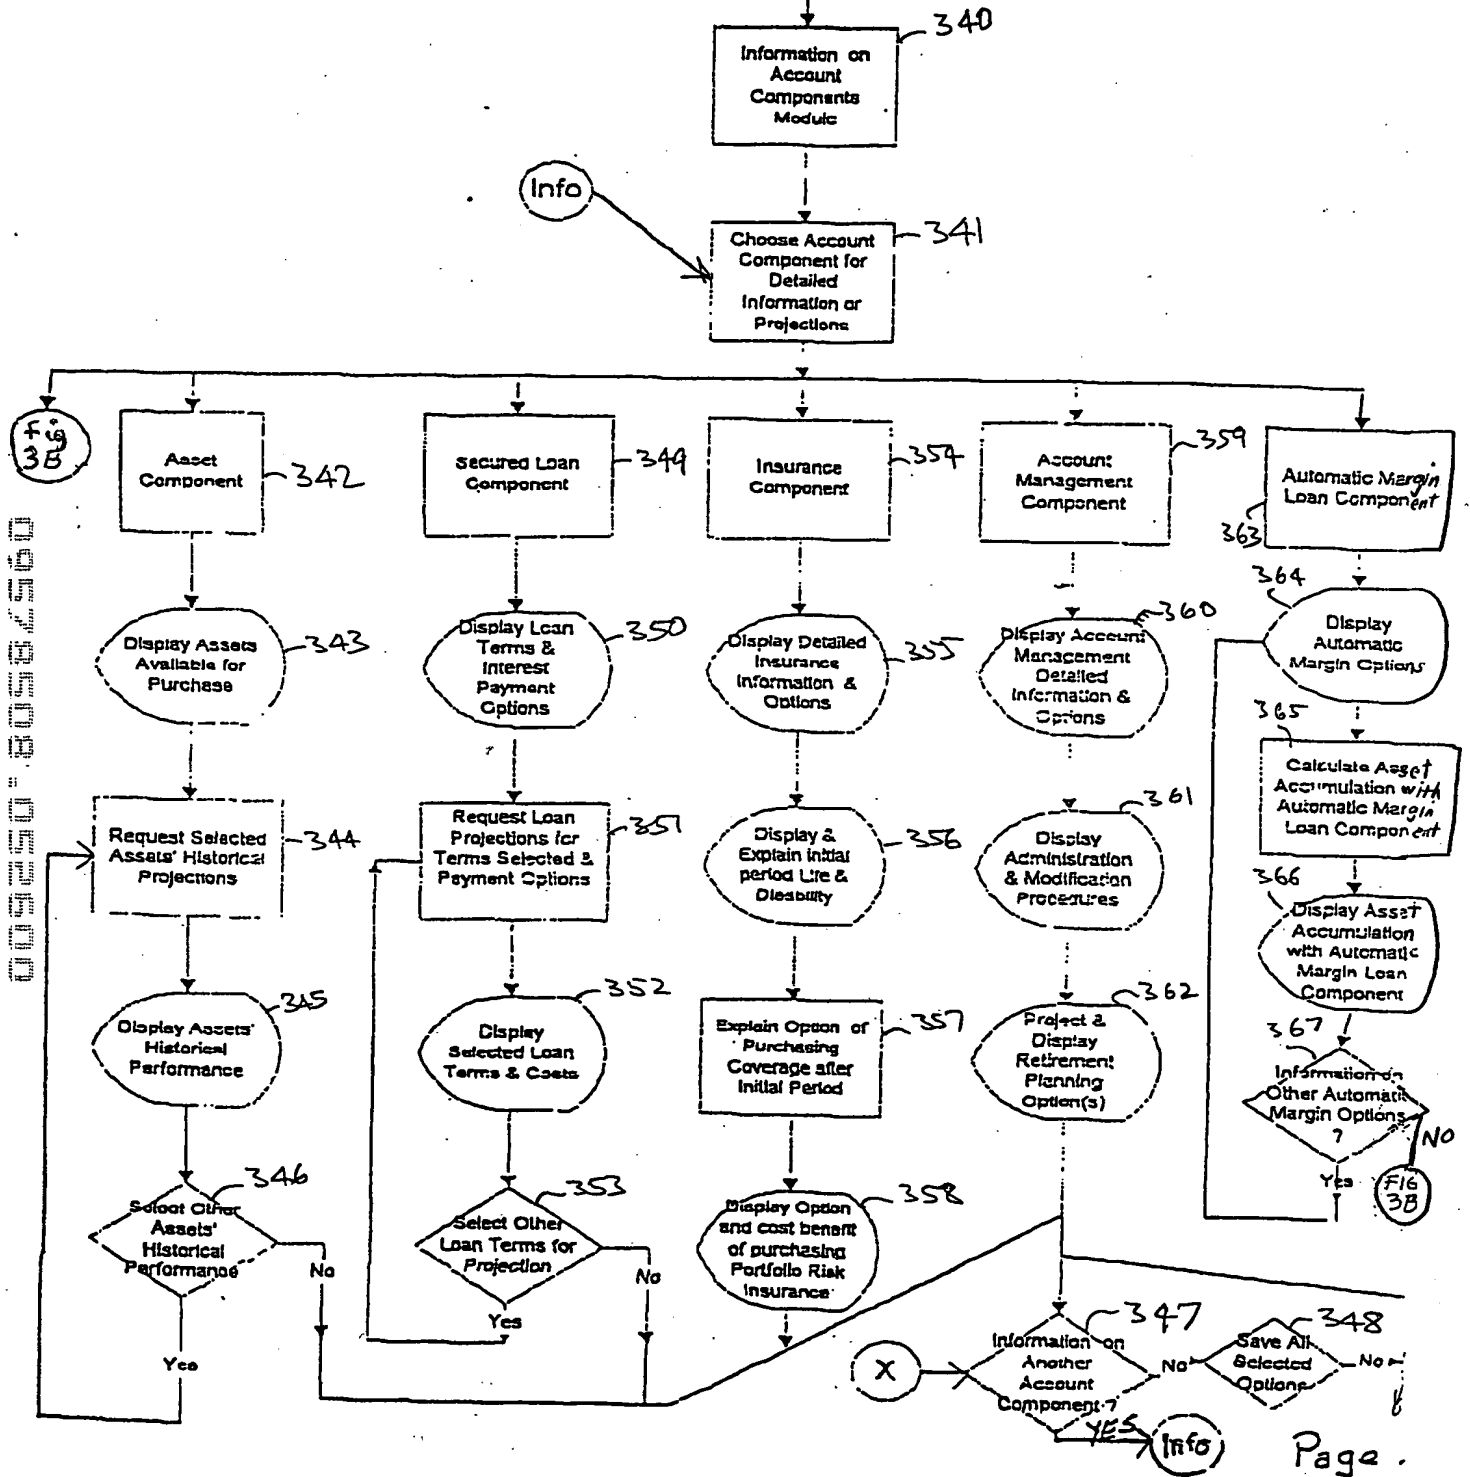 340
Information on
Account
Components
Module
Info
341
Choose Account
Component for
Detailed
Information or
Projections
Fig
3B
Asset
Component
342
Secured Loan
Component
349
Insurance
Component
354
Account
Management
Component
359
Automatic Margin
Loan Component
363
Display Assets
Available for
Purchase
343
Display Loan
Terms &
Interest
Payment
Options
350
Display Detailed
Insurance
Information &
Options
355
Display Account
Management
Detailed
Information &
Options
360
364
Display
Automatic
Margin Options
365
Calculate Asset
Accumulation with
Automatic Margin
Loan Component
Request Selected
Assets' Historical
Projections
344
Request Loan
Projections for
Terms Selected &
Payment Options
351
Display &
Explain initial
period Life &
Disability
356
Display
Administration
& Modification
Procedures
361
366
Display Asset
Accumulation
with Automatic
Margin Loan
Component
Display Assets'
Historical
Performance
345
Display
Selected Loan
Terms & Costs
352
Explain Option of
Purchasing
Coverage after
Initial Period
357
Project &
Display
Retirement
Planning
Option(s)
362
367
Information on
Other Automatic
Margin Options
?
NO
Yes
FIG
3B
Select Other
Assets'
Historical
Performance
346
No
Yes
Select Other
Loan Terms for
Projection
353
No
Yes
Display Option
and cost benefit
of purchasing
Portfolio Risk
Insurance
358
X
Information on
Another
Account
Component ?
347
No
YES
Info
Save All
Selected
Options
348
No
Page.
09578508.052500